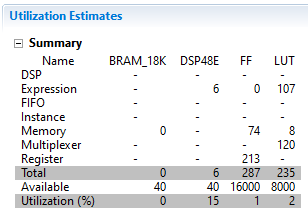 Utilization Estimates
Summary
Name BRAM_18K DSP48E FF LUT
DSP - - - -
Expression - 6 0 107
FIFO - - - -
Instance - - - -
Memory 0 - 74 8
Multiplexer - - - 120
Register - - 213 -
Total 0 6 287 235
Available 40 40 16000 8000
Utilization (%) 0 15 1 2